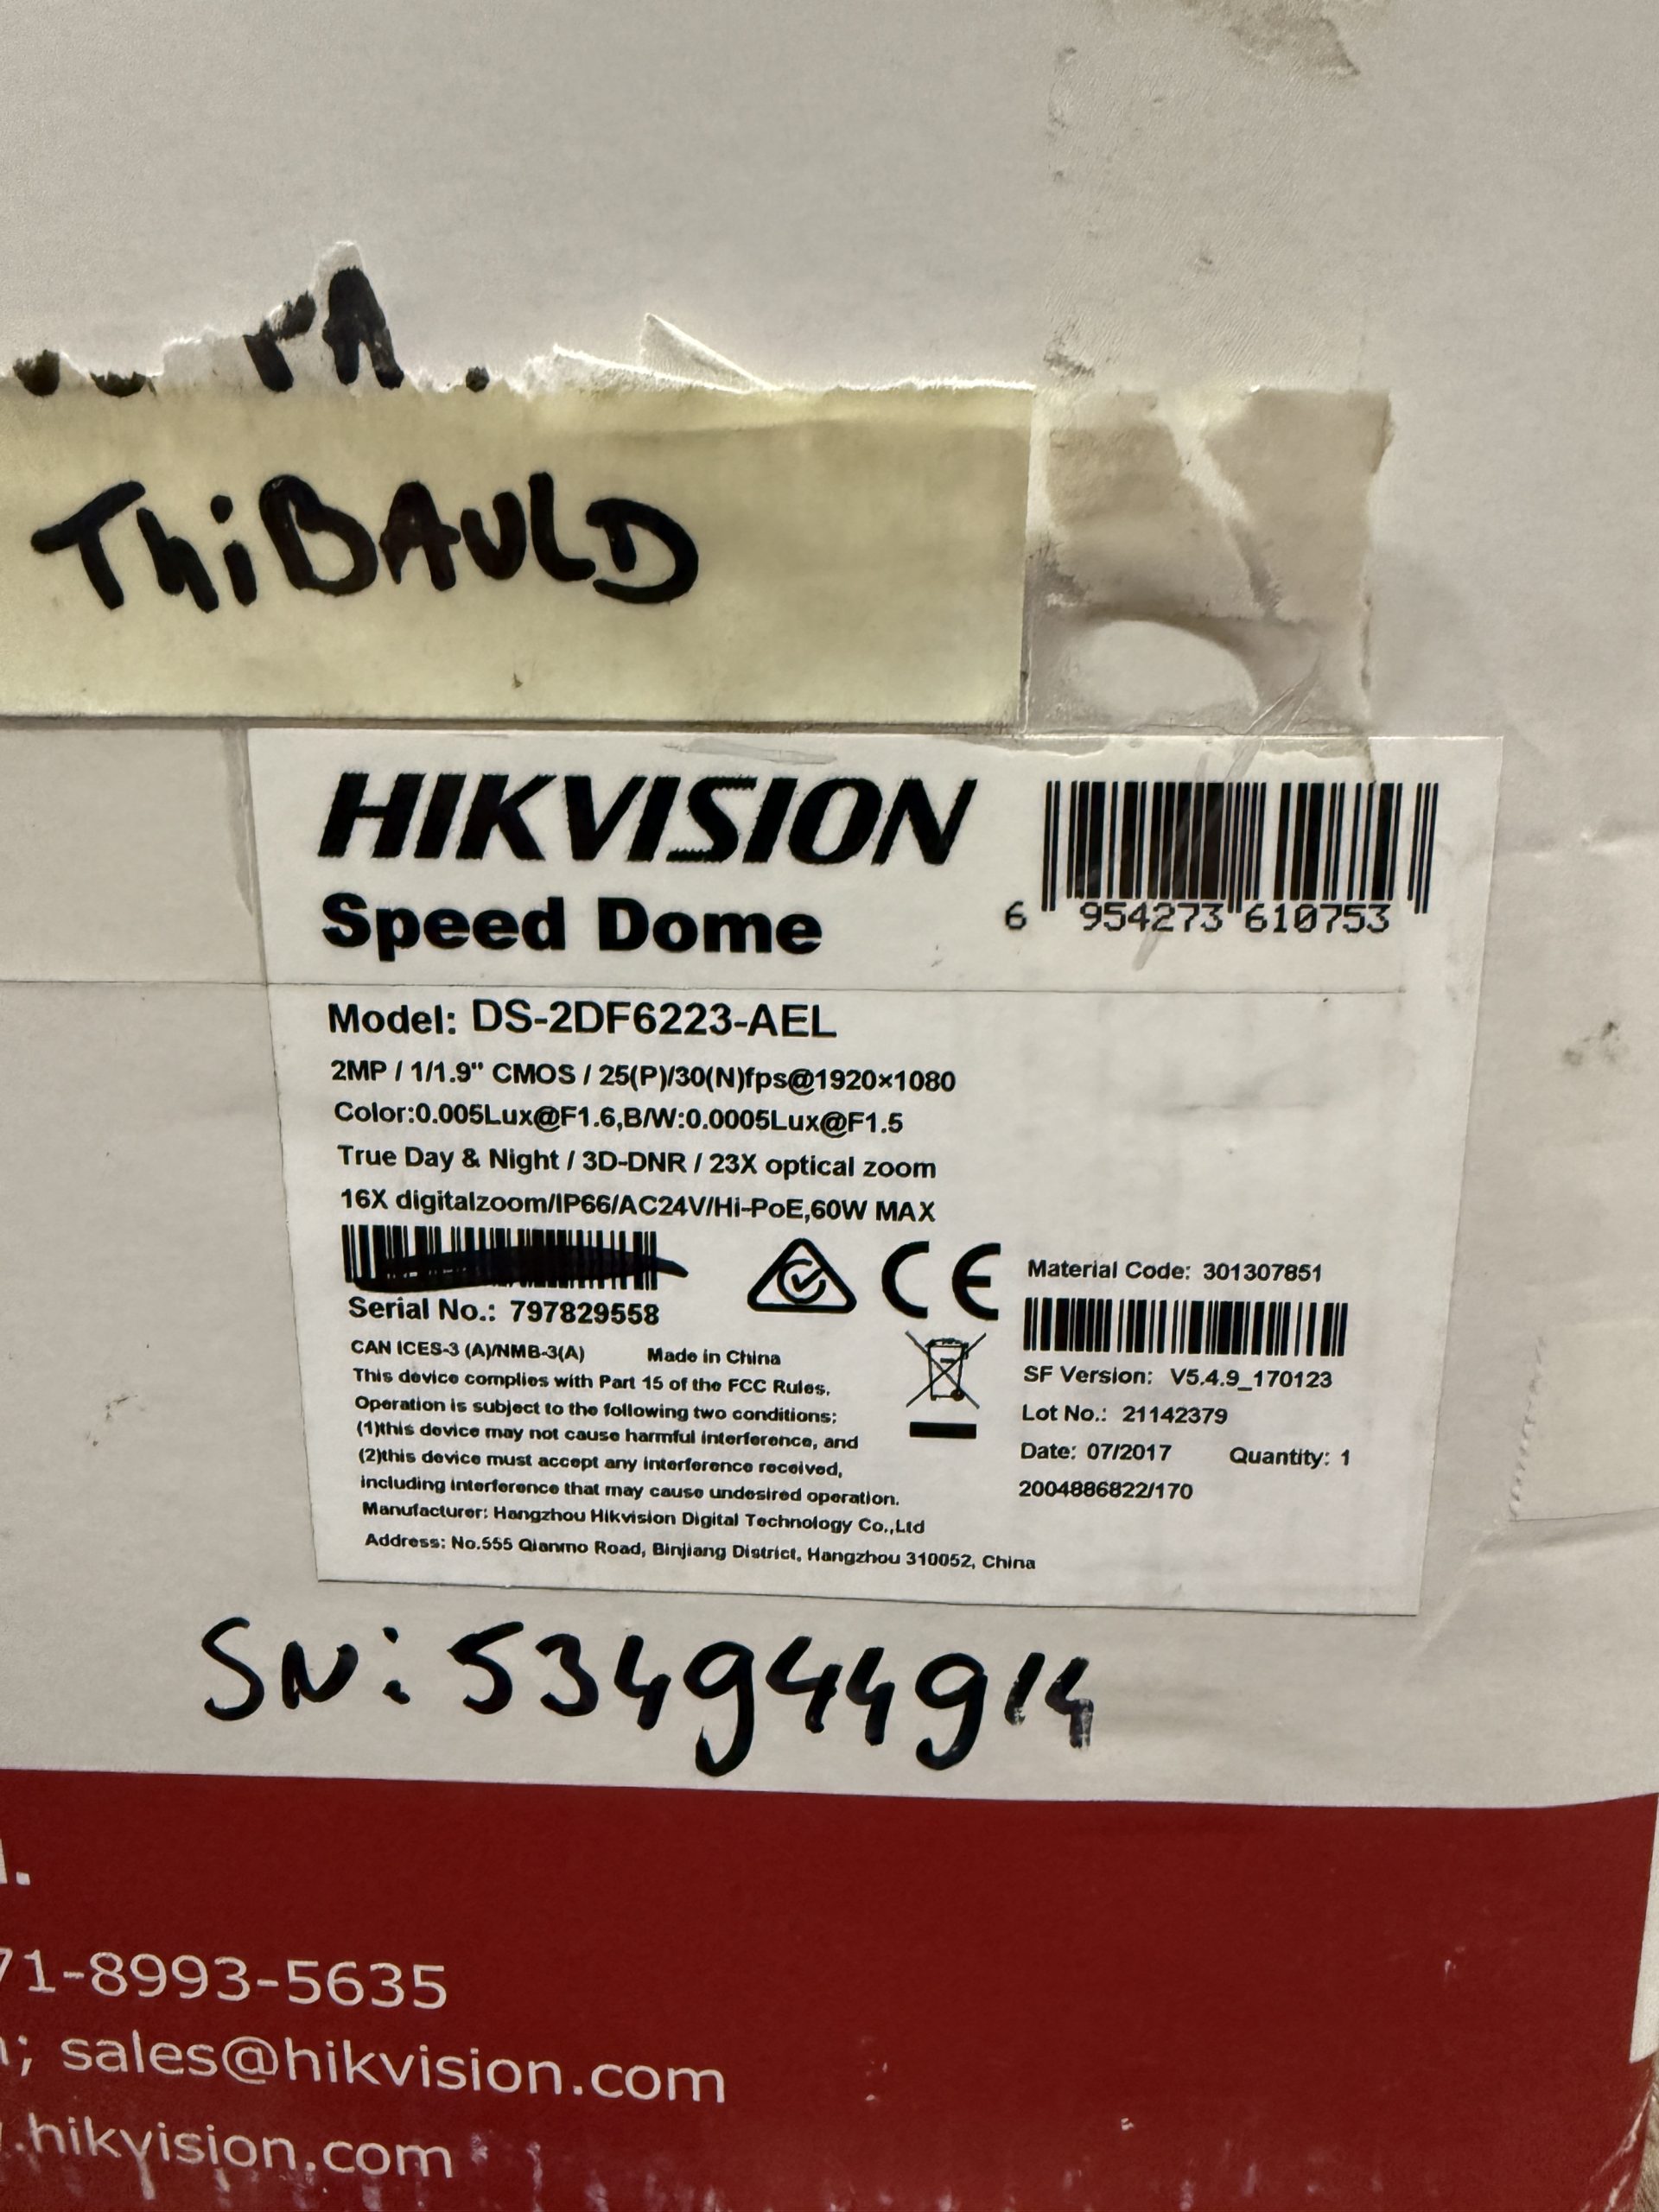 ThiBAULD
HIKVISION
Speed Dome
6 954273 610753
Model: DS-2DF6223-AEL
2MP / 1/1.9" CMOS / 25(P)/30(N)fps@1920×1080
Color:0.005Lux@F1.6,B/W:0.0005Lux@F1.5
True Day & Night / 3D-DNR / 23X optical zoom
16X digitalzoom/IP66/AC24V/Hi-PoE,60W MAX
Serial No.: 797829558
CE
CAN ICES-3 (A)/NMB-3(A) Made in China
This device complies with Part 15 of the FCC Rules.
Operation is subject to the following two conditions:
(1)this device may not cause harmful interference, and
(2)this device must accept any interference received,
including interference that may cause undesired operation.
Manufacturer: Hangzhou Hikvision Digital Technology Co.,Ltd
Address: No.555 Qianmo Road, Binjiang District, Hangzhou 310052, China
Material Code: 301307851
SF Version: V5.4.9_170123
Lot No.: 21142379
Date: 07/2017 Quantity: 1
2004886822/170
SN: 534944914
71-8993-5635
; sales@hikvision.com
.hikvision.com